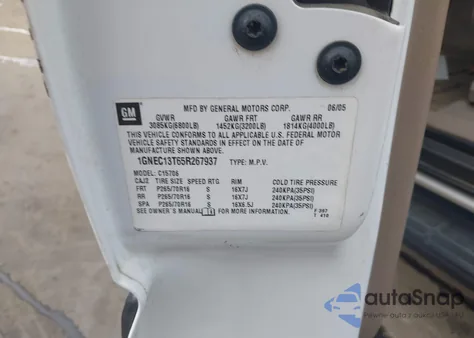 GM
MFD BY GENERAL MOTORS CORP. 06/05
GVWR GAWR FRT GAWR RR
3085KG(6800LB) 1452KG(3200LB) 1814KG(4000LB)
THIS VEHICLE CONFORMS TO ALL APPLICABLE U.S. FEDERAL MOTOR
VEHICLE SAFETY STANDARDS IN EFFECT ON THE DATE OF
MANUFACTURE SHOWN ABOVE.
1GNEC13T65R267937 TYPE: M.P.V.
MODEL: C15706
TIRE SIZE SPEED RTG RIM COLD TIRE PRESSURE
FRT P265/70R16 S 16X7J 240KPA(35PSI)
RR P265/70R16 S 16X7J 240KPA(35PSI)
SPA P265/70R16 S 16X6.5J 240KPA(35PSI)
SEE OWNER'S MANUAL FOR MORE INFORMATION.
autoSnap